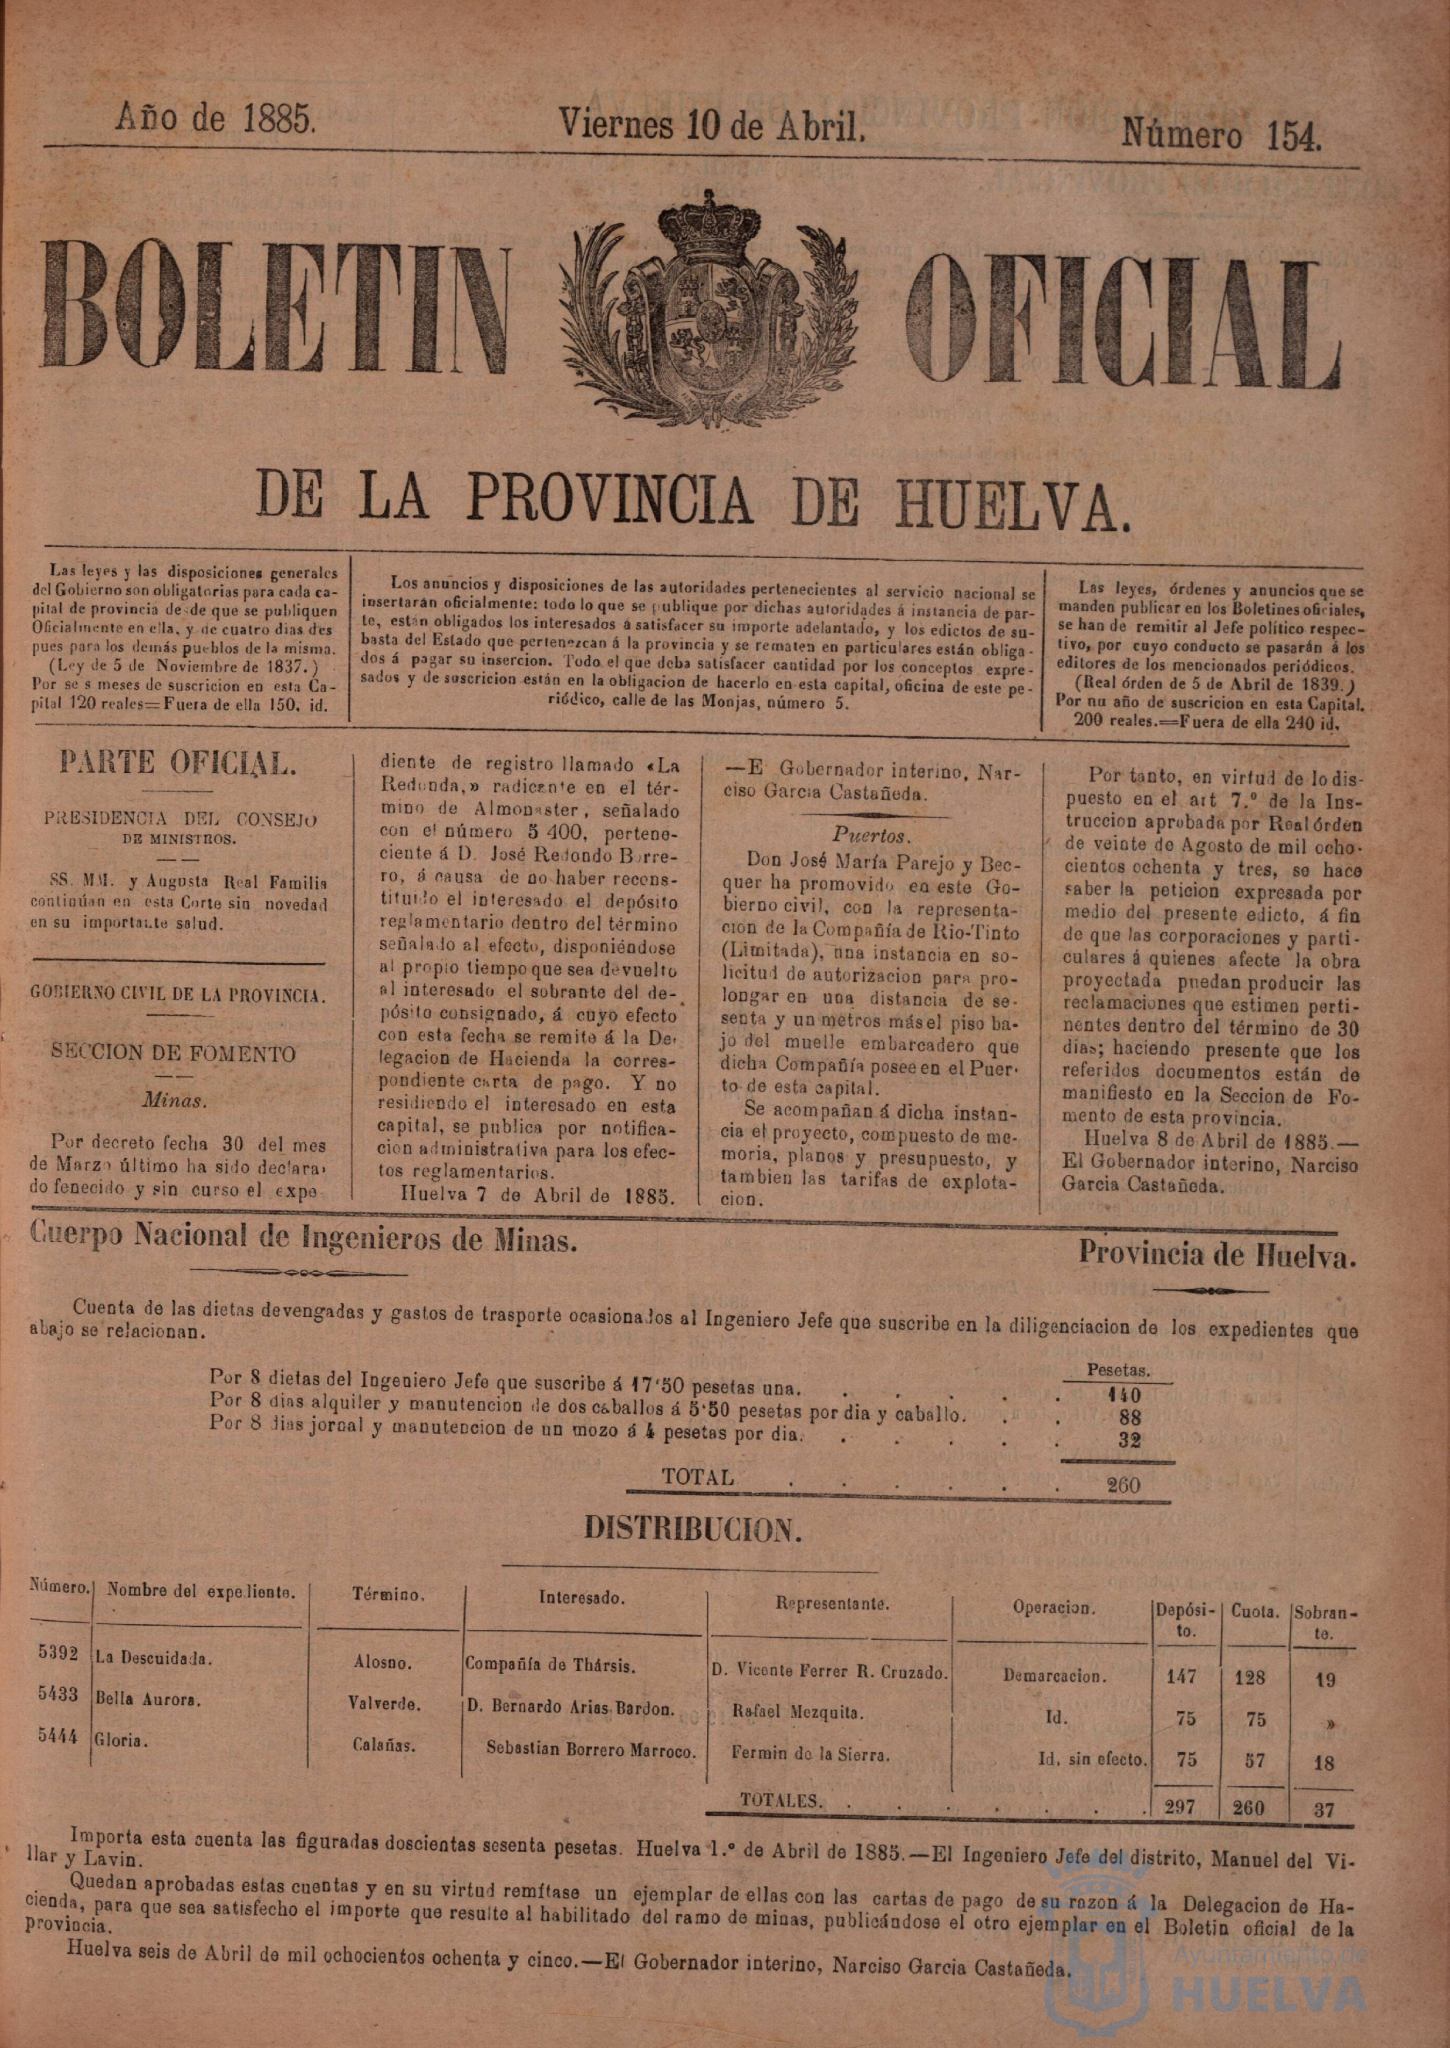 Año de 1885.
Viernes 10 de Abril.
Número 154.
BOLETIN OFICIAL
DE LA PROVINCIA DE HUELVA.
Las leyes y las disposiciones generales
del Gobierno son obligatorias para cada ca-
pital de provincia desde que se publiquen
Oficialmente en ella, y de cuatro dias des
pues para los demás pueblos de la misma.
(Ley de 5 de Noviembre de 1837.)
Por se s meses de suscricion en esta Ca-
pital 120 reales=Fuera de ella 150, id.
Los anuncios y disposiciones de las autoridades pertenecientes al servicio nacional se
insertarán oficialmente: todo lo que se publique por dichas autoridades á instancia de par-
te, están obligados los interesados á satisfacer su importe adelantado, y los edictos de su-
basta del Estado que pertenezcan á la provincia y se rematen en particulares están obliga-
dos á pagar su insercion. Todo el que deba satisfacer cantidad por los conceptos expre-
sados y de suscricion están en la obligacion de hacerlo en esta capital, oficina de este pe-
riódico, calle de las Monjas, número 5.
Las leyes, órdenes y anuncios que se
manden publicar en los Boletines oficiales,
se han de remitir al Jefe político respec-
tivo, por cuyo conducto se pasarán á los
editores de los mencionados periódicos.
(Real órden de 5 de Abril de 1839.)
Por nu año de suscricion en esta Capital.
200 reales.=Fuera de ella 240 id.
PARTE OFICIAL.
PRESIDENCIA DEL CONSEJO
DE MINISTROS.
SS. MM. y Augusta Real Familia
continúan en esta Corte sin novedad
en su importante salud.
GOBIERNO CIVIL DE LA PROVINCIA.
SECCION DE FOMENTO
Minas.
Por decreto fecha 30 del mes
de Marzo último ha sido declara-
do fenecido y sin curso el expe-
diente de registro llamado «La
Redonda,» radicente en el tér-
mino de Almonaster, señalado
con el número 5 400, pertene-
ciente á D. José Redondo Borre-
ro, á causa de no haber recons-
tituido el interesado el depósito
reglamentario dentro del término
señalado al efecto, disponiéndose
al propio tiempo que sea devuelto
al interesado el sobrante del de-
pósito consignado, á cuyo efecto
con esta fecha se remite á la De-
legacion de Hacienda la corres-
pondiente carta de pago. Y no
residiendo el interesado en esta
capital, se publica por notifica-
cion administrativa para los efec-
tos reglamentarios.
Huelva 7 de Abril de 1885.
—E Gobernador interino, Nar-
ciso Garcia Castañeda.
Puertos.
Don José María Parejo y Bec-
quer ha promovido en este Go-
bierno civil, con la representa-
cion de la Compañía de Rio-Tinto
(Limitada), una instancia en so-
licitud de autorizacion para pro-
longar en una distancia de se-
senta y un metros más el piso ba-
jo del muelle embarcadero que
dicha Compañía posee en el Puer-
to de esta capital.
Se acompañan á dicha instan-
cia el proyecto, compuesto de me-
moria, planos y presupuesto, y
tambien las tarifas de explota-
cion.
Por tanto, en virtud de lo dis-
puesto en el art 7.º de la Ins-
truccion aprobada por Real órden
de veinte de Agosto de mil ocho-
cientos ochenta y tres, se hace
saber la peticion expresada por
medio del presente edicto, á fin
de que las corporaciones y parti-
culares á quienes afecte la obra
proyectada puedan producir las
reclamaciones que estimen perti-
nentes dentro del término de 30
dias; haciendo presente que los
referidos documentos están de
manifiesto en la Seccion de Fo-
mento de esta provincia.
Huelva 8 de Abril de 1885.—
El Gobernador interino, Narciso
Garcia Castañeda.
Cuerpo Nacional de Ingenieros de Minas.
Provincia de Huelva.
Cuenta de las dietas devengadas y gastos de trasporte ocasionados al Ingeniero Jefe que suscribe en la diligenciacion de los expedientes que
abajo se relacionan.
Pesetas.
Por 8 dietas del Ingeniero Jefe que suscribe á 17'50 pesetas una. . . . . . 140
Por 8 dias alquiler y manutencion de dos caballos á 5'50 pesetas por dia y caballo. . . 88
Por 8 dias jornal y manutencion de un mozo á 4 pesetas por dia. . . . . . 32
TOTAL . . . . . . 260
DISTRIBUCION.
Número. Nombre del expediente. Término. Interesado. Representante. Operacion. Depósi- Cuota. Sobran-
to. te.
5392 La Descuidada. Alosno. Compañía de Thársis. D. Vicente Ferrer R. Cruzado. Demarcacion. 147 128 19
5433 Bella Aurora. Valverde. D. Bernardo Arias Bardon. Rafael Mezquita. Id. 75 75 »
5444 Gloria. Calañas. Sebastian Borrero Marroco. Fermin de la Sierra. Id, sin efecto. 75 57 18
TOTALES. . . . . . . . 297 260 37
Importa esta cuenta las figuradas doscientas sesenta pesetas. Huelva 1.º de Abril de 1885.—El Ingeniero Jefe del distrito, Manuel del Vi-
llar y Lavin.
Quedan aprobadas estas cuentas y en su virtud remítase un ejemplar de ellas con las cartas de pago de su razon á la Delegacion de Ha-
cienda, para que sea satisfecho el importe que resulte al habilitado del ramo de minas, publicándose el otro ejemplar en el Boletin oficial de la
provincia.
Huelva seis de Abril de mil ochocientos ochenta y cinco.—El Gobernador interino, Narciso Garcia Castañeda.
Ayuntamiento de
HUELVA